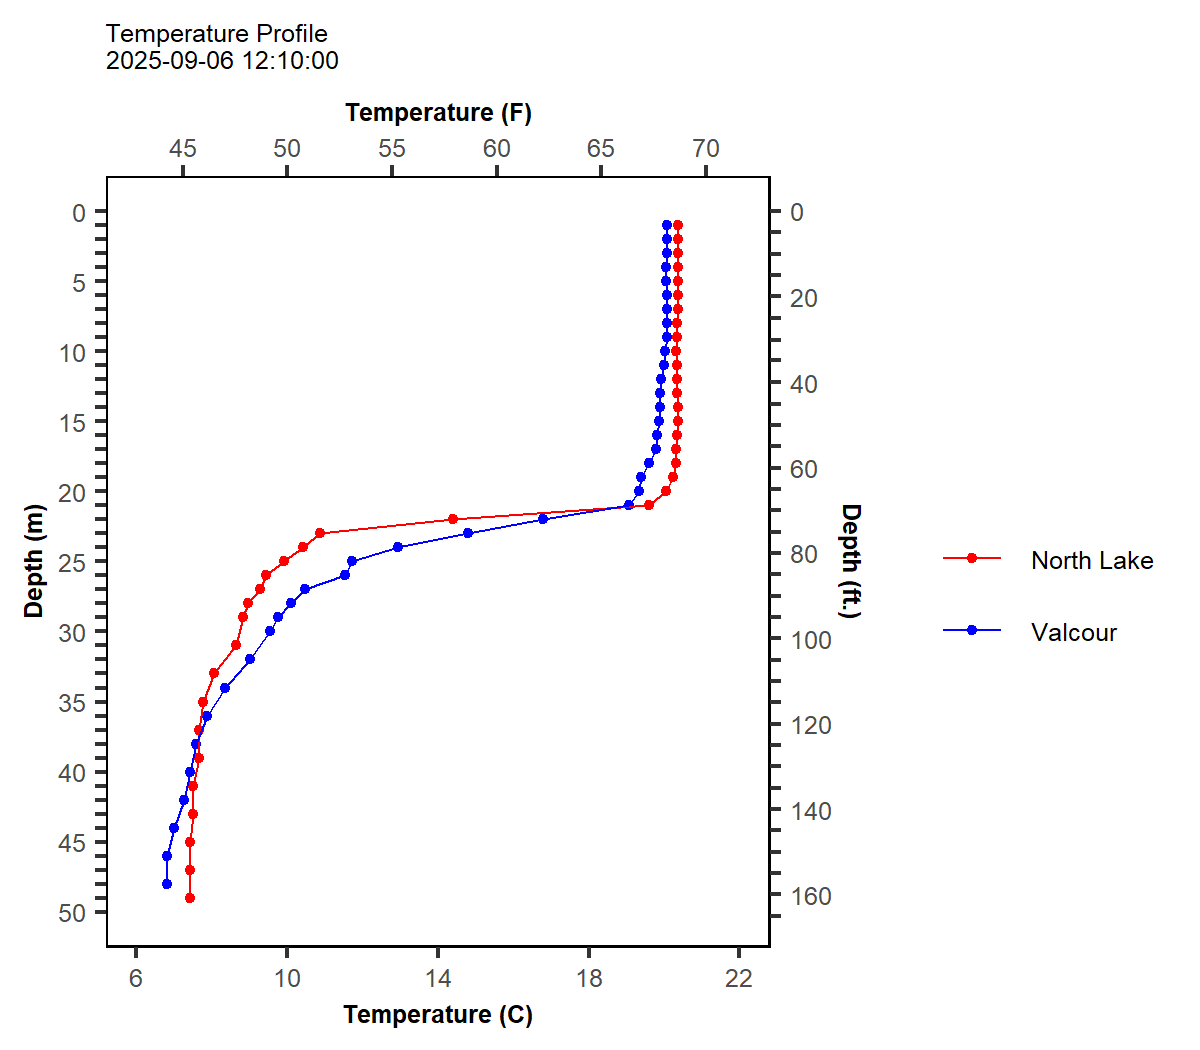 Temperature Profile
2025-09-06 12:10:00
Temperature (F)
45 50 55 60 65 70
0
5
10
15
20
25
30
35
40
45
50
Depth (m)
0
20
40
60
80
100
120
140
160
Depth (ft.)
North Lake
Valcour
6 10 14 18 22
Temperature (C)